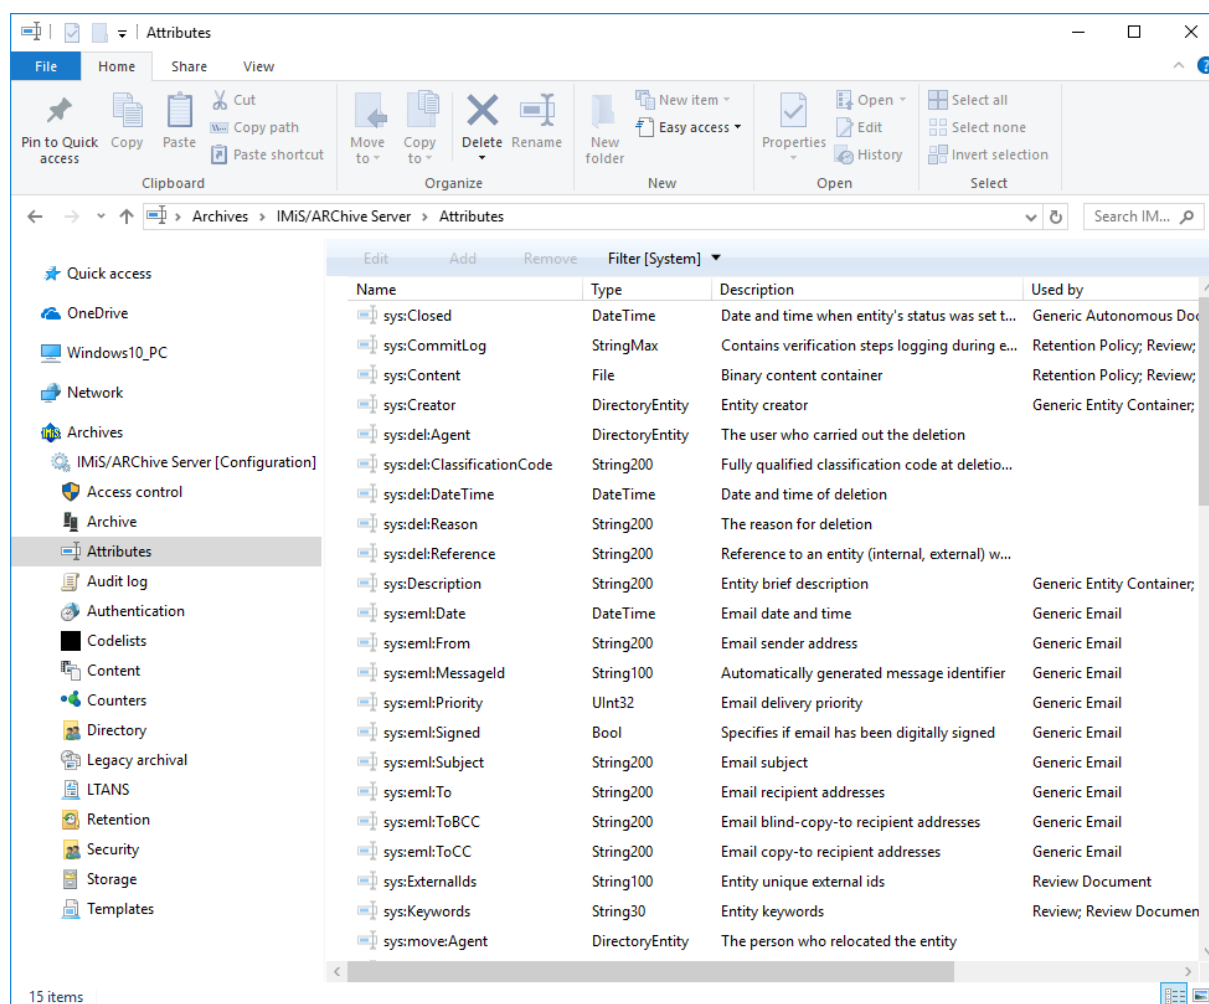 Attributes
File Home Share View
Pin to Quick access
Copy
Paste
Cut
Copy path
Paste shortcut
Clipboard
Move to
Copy to
Delete
Rename
Organize
New folder
New item
Easy access
New
Properties
Open
Edit
History
Open
Select all
Select none
Invert selection
Select
Archives > IMiS/ARChive Server > Attributes
Search IM...
Quick access
OneDrive
Windows10_PC
Network
Archives
IMiS/ARChive Server [Configuration]
Access control
Archive
Attributes
Audit log
Authentication
Codelists
Content
Counters
Directory
Legacy archival
LTANS
Retention
Security
Storage
Templates
Edit Add Remove Filter [System]
Name Type Description Used by
sys:Closed DateTime Date and time when entity's status was set t... Generic Autonomous Doc
sys:CommitLog StringMax Contains verification steps logging during e... Retention Policy; Review;
sys:Content File Binary content container Retention Policy; Review;
sys:Creator DirectoryEntity Entity creator Generic Entity Container;
sys:del:Agent DirectoryEntity The user who carried out the deletion
sys:del:ClassificationCode String200 Fully qualified classification code at deletio...
sys:del:DateTime DateTime Date and time of deletion
sys:del:Reason String200 The reason for deletion
sys:del:Reference String200 Reference to an entity (internal, external) w...
sys:Description String200 Entity brief description Generic Entity Container;
sys:eml:Date DateTime Email date and time Generic Email
sys:eml:From String200 Email sender address Generic Email
sys:eml:MessageId String100 Automatically generated message identifier Generic Email
sys:eml:Priority UInt32 Email delivery priority Generic Email
sys:eml:Signed Bool Specifies if email has been digitally signed Generic Email
sys:eml:Subject String200 Email subject Generic Email
sys:eml:To String200 Email recipient addresses Generic Email
sys:eml:ToBCC String200 Email blind-copy-to recipient addresses Generic Email
sys:eml:ToCC String200 Email copy-to recipient addresses Generic Email
sys:ExternalIds String100 Entity unique external ids Review Document
sys:Keywords String30 Entity keywords Review; Review Documen
sys:move:Agent DirectoryEntity The person who relocated the entity
15 items